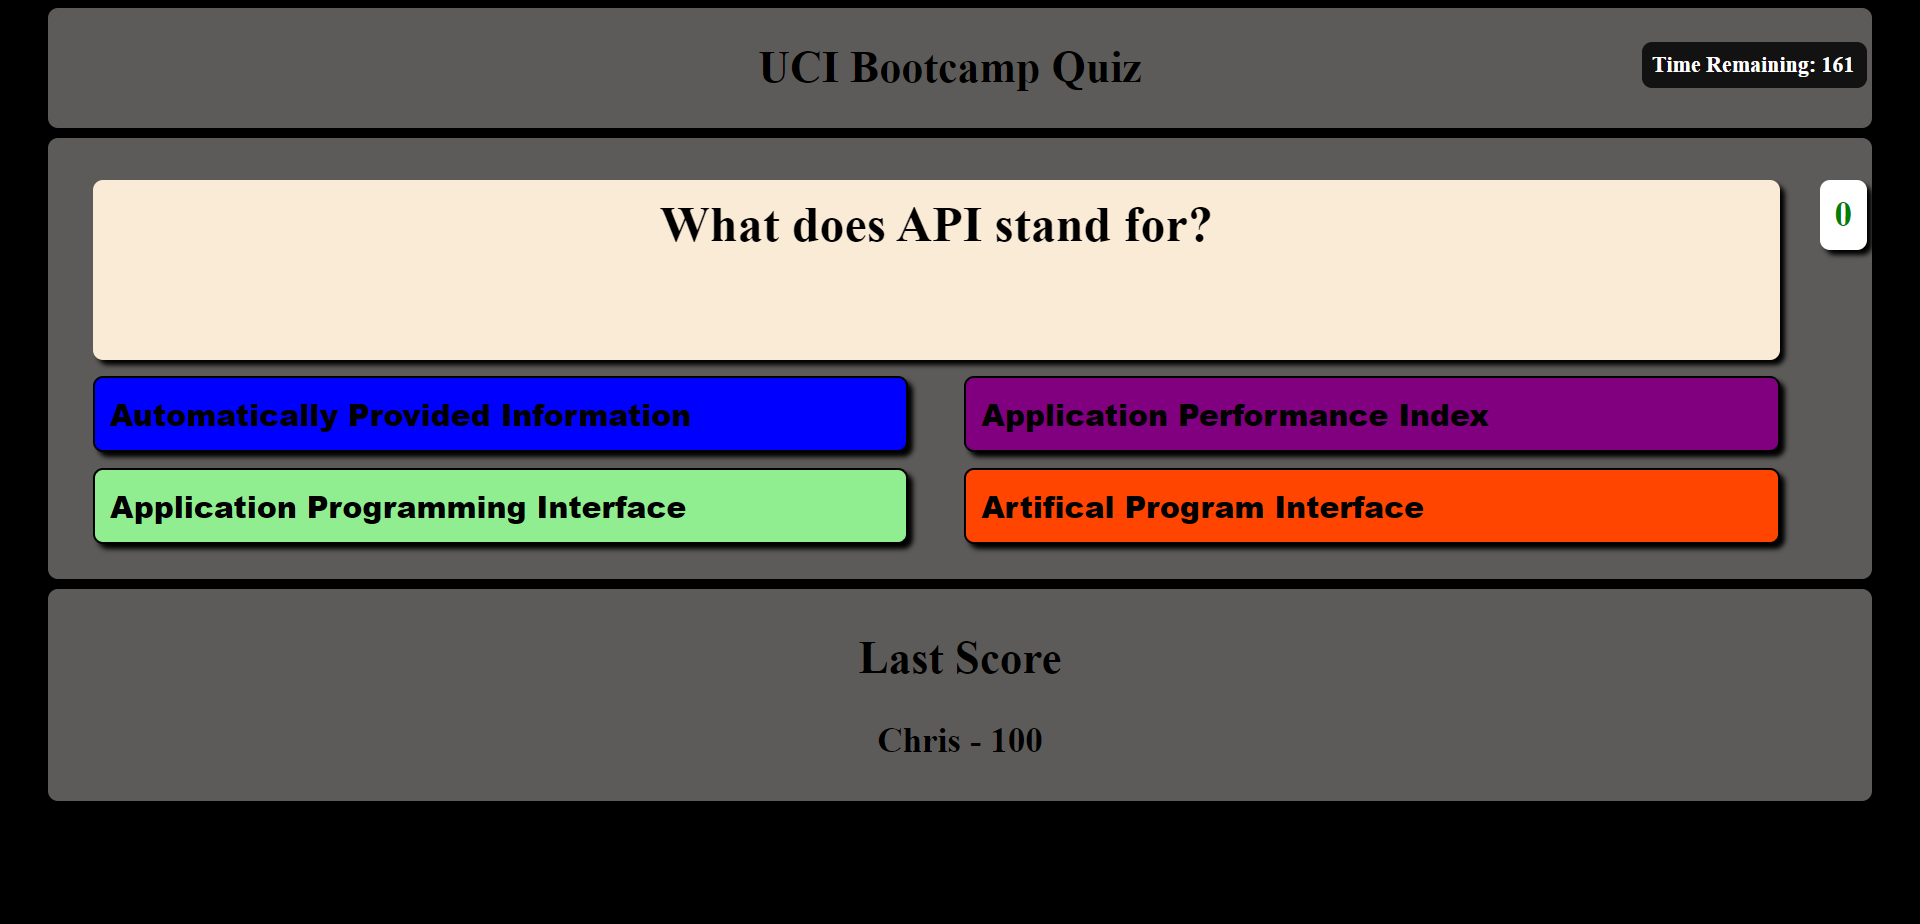 UCI Bootcamp Quiz
Time Remaining: 161
What does API stand for?
0
Automatically Provided Information
Application Performance Index
Application Programming Interface
Artifical Program Interface
Last Score
Chris - 100